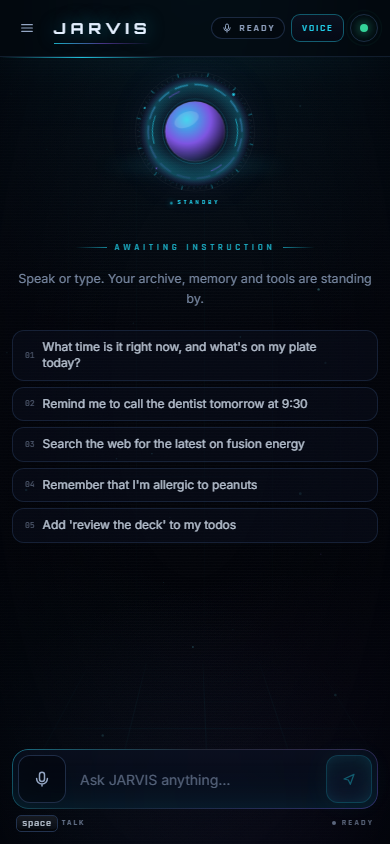 JARVIS
READY
VOICE
STANDBY
AWAITING INSTRUCTION
Speak or type. Your archive, memory and tools are standing
by.
01 What time is it right now, and what's on my plate
today?
02 Remind me to call the dentist tomorrow at 9:30
03 Search the web for the latest on fusion energy
04 Remember that I'm allergic to peanuts
05 Add 'review the deck' to my todos
Ask JARVIS anything...
space TALK
READY